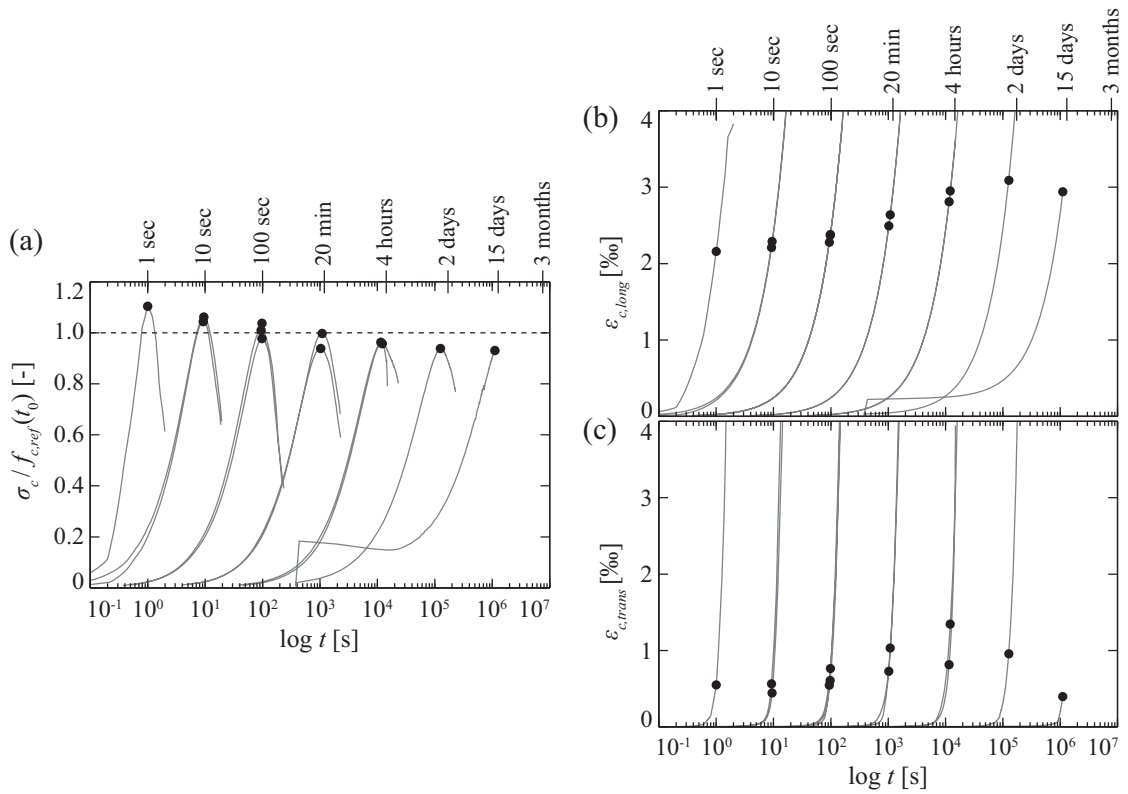 (a)
1 sec
10 sec
100 sec
20 min
4 hours
2 days
15 days
3 months
σc / fc,ref(t0) [-]
1.2
1.0
0.8
0.6
0.4
0.2
0
10-1 100 101 102 103 104 105 106 107
log t [s]
(b)
1 sec
10 sec
100 sec
20 min
4 hours
2 days
15 days
3 months
εc,long [‰]
4
3
2
1
0
(c)
εc,trans [‰]
4
3
2
1
0
10-1 100 101 102 103 104 105 106 107
log t [s]